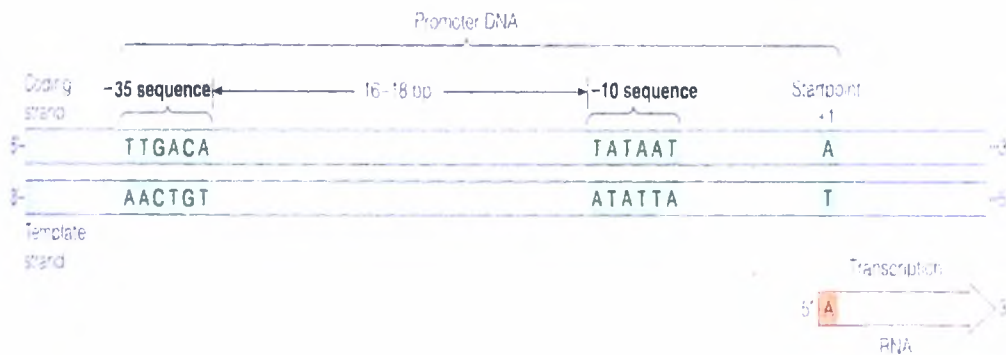 Promoter DNA
Coding strand
-35 sequence
16-18 bp
-10 sequence
Startpoint
+1
5'-
TTGACA
TATAAT
A
-3'
3'-
AACTGT
ATATTA
T
-5'
Template strand
Transcription
5'
A
3'
RNA